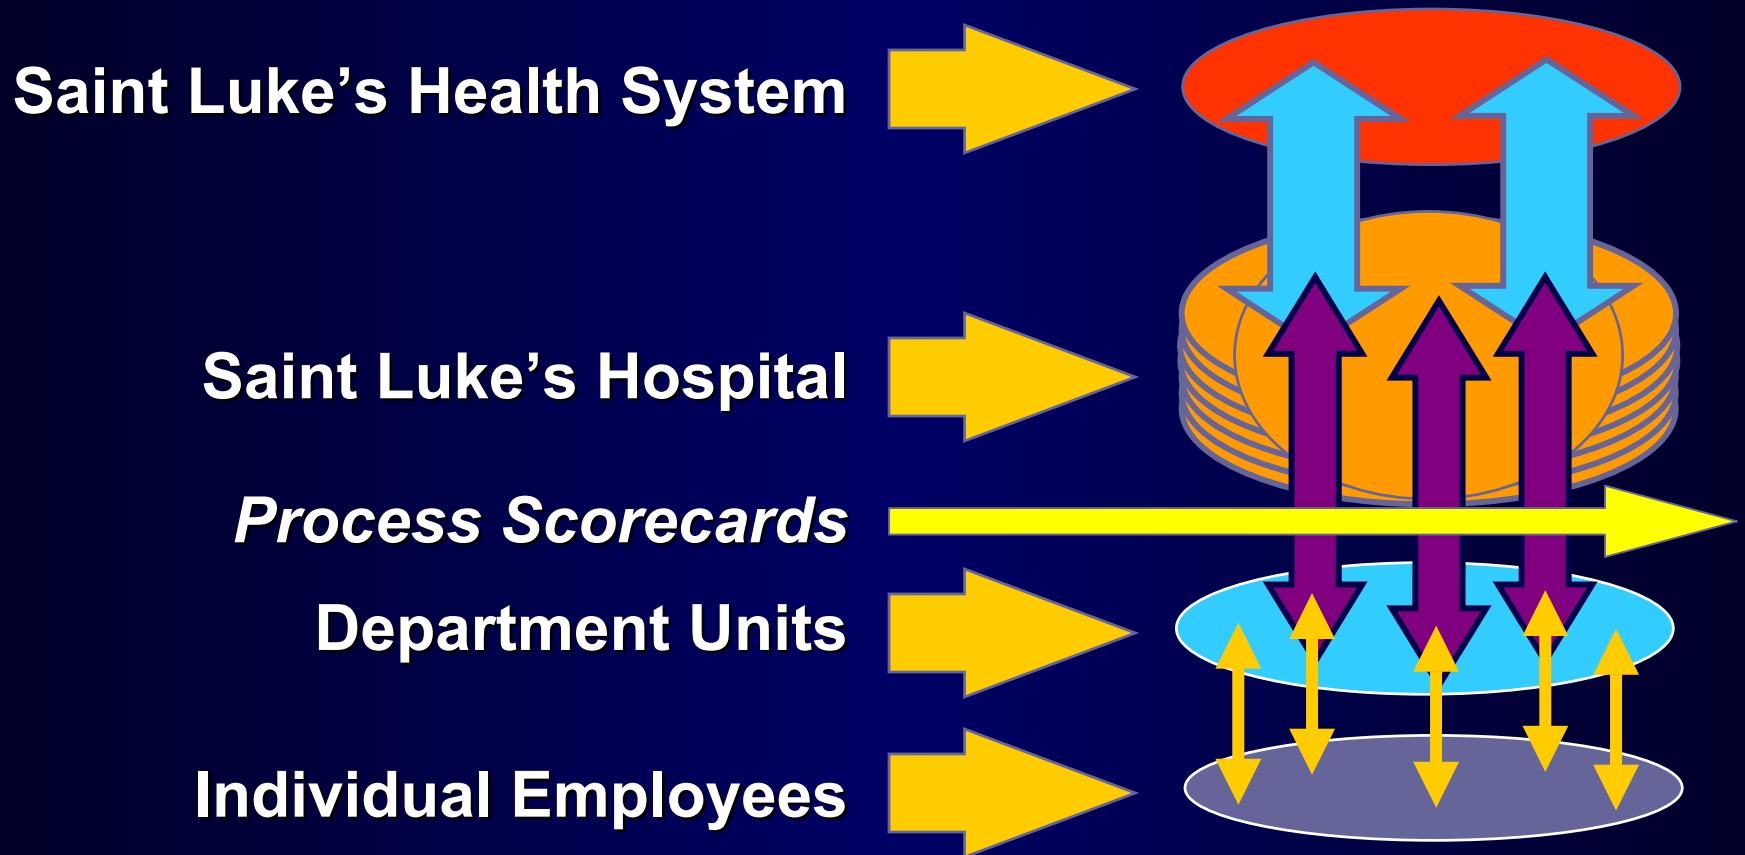 Saint Luke’s Health System
Saint Luke’s Hospital
Process Scorecards
Department Units
Individual Employees